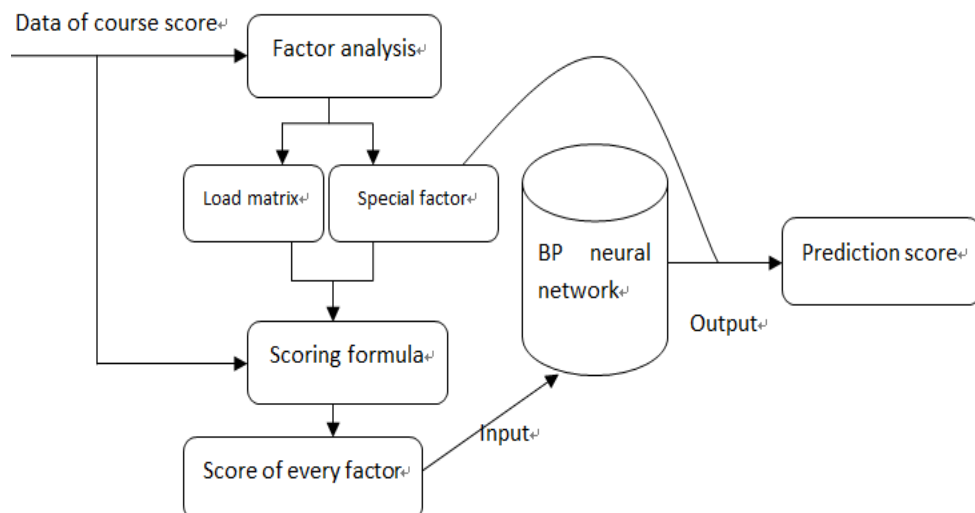 Data of course score↵
Factor analysis↵
Load matrix↵
Special factor↵
BP neural
network↵
Prediction score↵
Output↵
Scoring formula↵
Input↵
Score of every factor↵